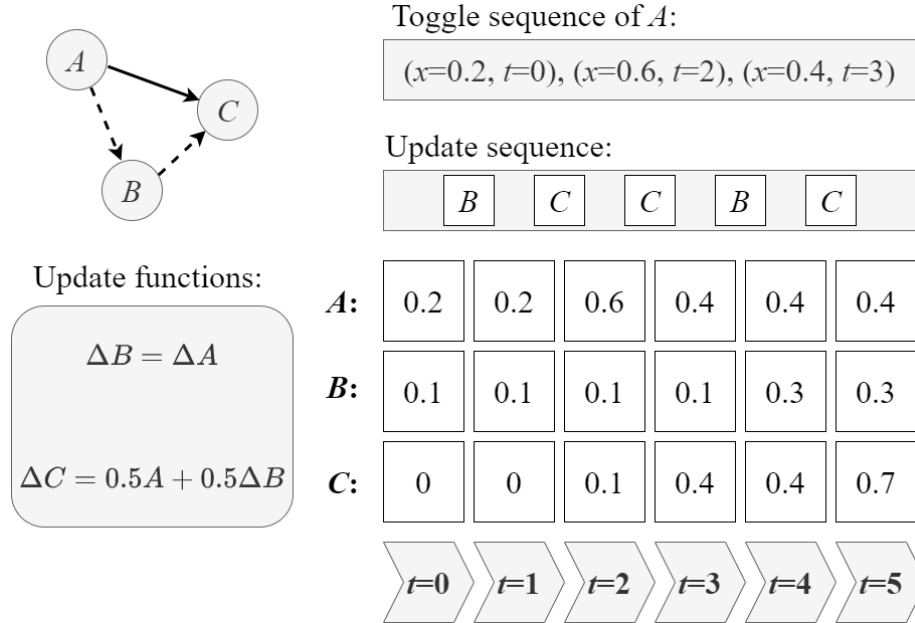 Toggle sequence of A:
(x=0.2, t=0), (x=0.6, t=2), (x=0.4, t=3)
A
C
B
Update sequence:
B C C B C
Update functions:
ΔB = ΔA
ΔC = 0.5A + 0.5ΔB
A: 0.2 0.2 0.6 0.4 0.4 0.4
B: 0.1 0.1 0.1 0.1 0.3 0.3
C: 0 0 0.1 0.4 0.4 0.7
t=0 t=1 t=2 t=3 t=4 t=5